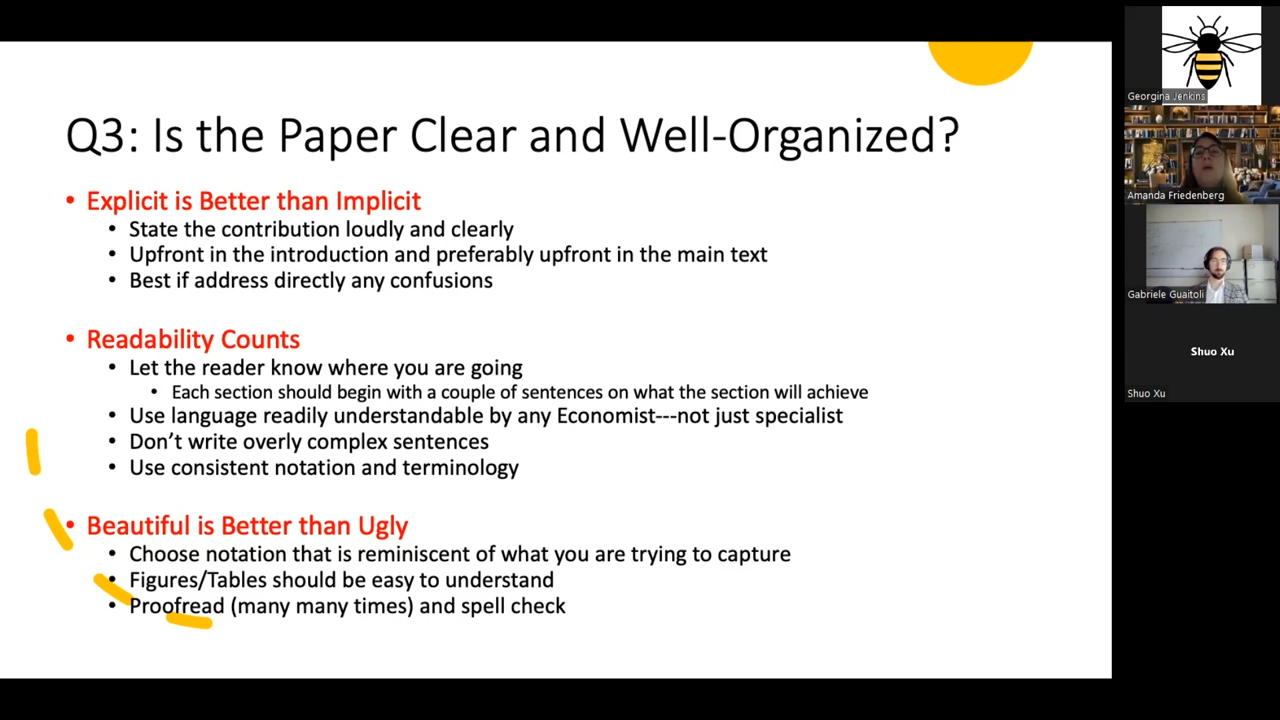 Q3: Is the Paper Clear and Well-Organized?
• Explicit is Better than Implicit
• State the contribution loudly and clearly
• Upfront in the introduction and preferably upfront in the main text
• Best if address directly any confusions
• Readability Counts
• Let the reader know where you are going
• Each section should begin with a couple of sentences on what the section will achieve
• Use language readily understandable by any Economist---not just specialist
• Don’t write overly complex sentences
• Use consistent notation and terminology
• Beautiful is Better than Ugly
• Choose notation that is reminiscent of what you are trying to capture
• Figures/Tables should be easy to understand
• Proofread (many many times) and spell check
Georgina Jenkins
Amanda Friedenberg
Gabriele Guaitoli
Shuo Xu
Shuo Xu